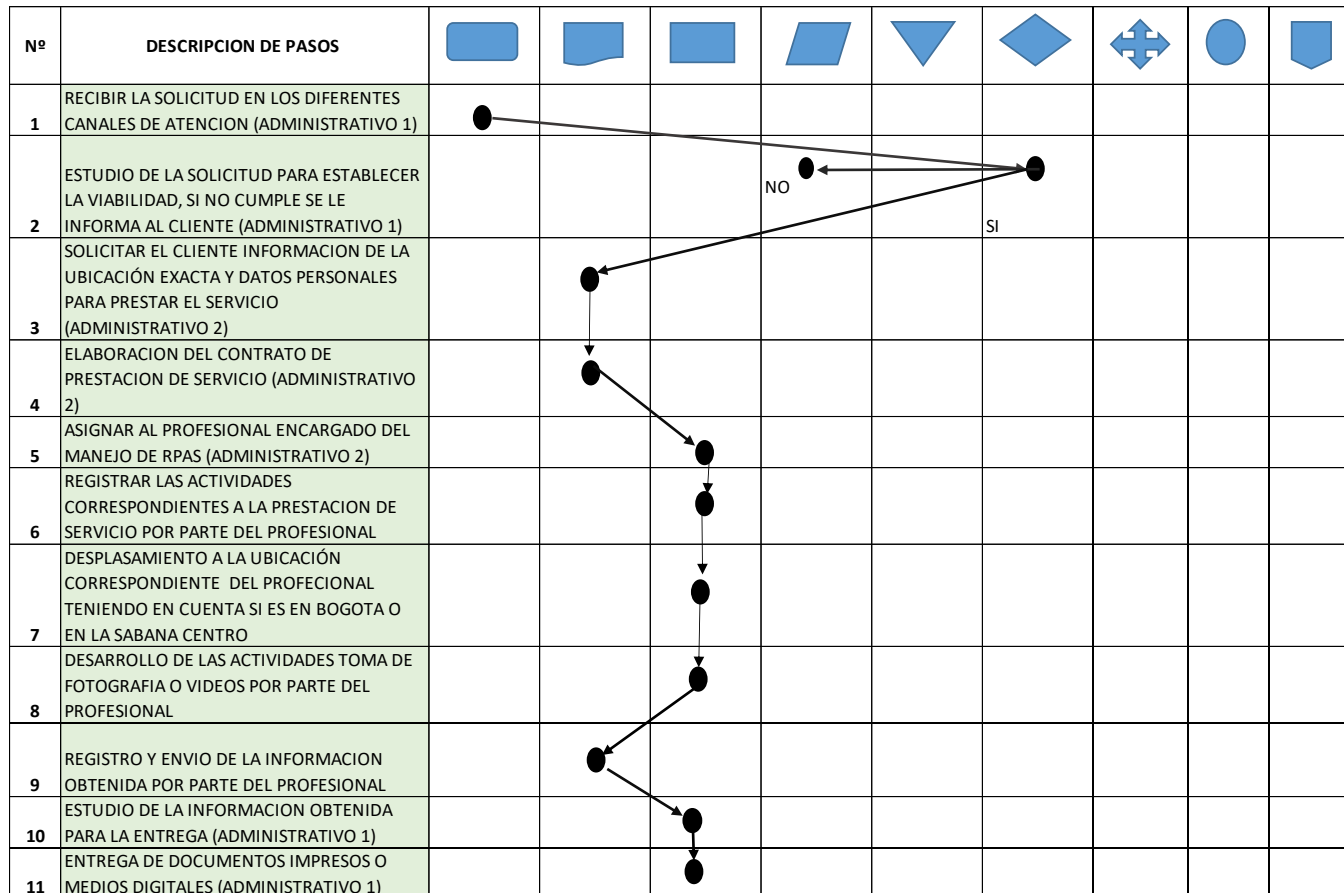 Nº
DESCRIPCION DE PASOS
RECIBIR LA SOLICITUD EN LOS DIFERENTES
1 CANALES DE ATENCION (ADMINISTRATIVO 1)
NO
ESTUDIO DE LA SOLICITUD PARA ESTABLECER
LA VIABILIDAD, SI NO CUMPLE SE LE
2 INFORMA AL CLIENTE (ADMINISTRATIVO 1)
SI
SOLICITAR EL CLIENTE INFORMACION DE LA
UBICACIÓN EXACTA Y DATOS PERSONALES
PARA PRESTAR EL SERVICIO
3 (ADMINISTRATIVO 2)
ELABORACION DEL CONTRATO DE
PRESTACION DE SERVICIO (ADMINISTRATIVO
4 2)
ASIGNAR AL PROFESIONAL ENCARGADO DEL
5 MANEJO DE RPAS (ADMINISTRATIVO 2)
REGISTRAR LAS ACTIVIDADES
CORRESPONDIENTES A LA PRESTACION DE
6 SERVICIO POR PARTE DEL PROFESIONAL
DESPLASAMIENTO A LA UBICACIÓN
CORRESPONDIENTE DEL PROFECIONAL
TENIENDO EN CUENTA SI ES EN BOGOTA O
7 EN LA SABANA CENTRO
DESARROLLO DE LAS ACTIVIDADES TOMA DE
FOTOGRAFIA O VIDEOS POR PARTE DEL
8 PROFESIONAL
REGISTRO Y ENVIO DE LA INFORMACION
9 OBTENIDA POR PARTE DEL PROFESIONAL
ESTUDIO DE LA INFORMACION OBTENIDA
10 PARA LA ENTREGA (ADMINISTRATIVO 1)
ENTREGA DE DOCUMENTOS IMPRESOS O
11 MEDIOS DIGITALES (ADMINISTRATIVO 1)